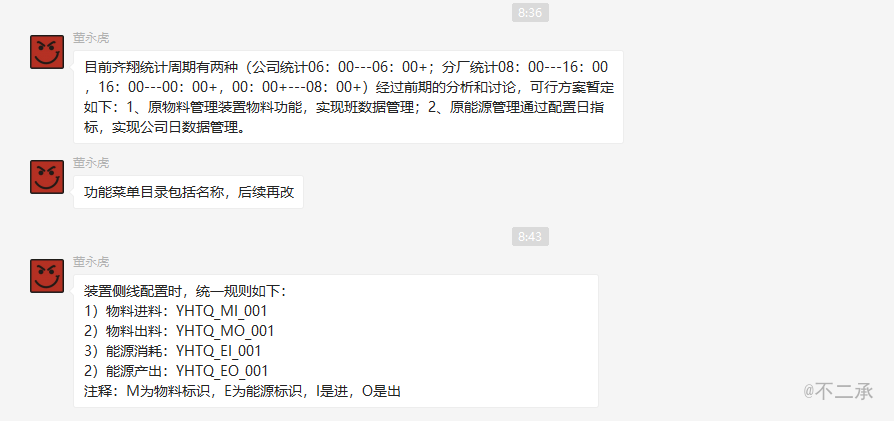 8:36
董永虎
目前齐翔统计周期有两种（公司统计06：00---06：00+；分厂统计08：00---16：00
，16：00---00：00+，00：00+---08：00+）经过前期的分析和讨论，可行方案暂定
如下：1、原物料管理装置物料功能，实现班数据管理；2、原能源管理通过配置日指
标，实现公司日数据管理。
董永虎
功能菜单目录包括名称，后续再改
8:43
董永虎
装置侧线配置时，统一规则如下：
1）物料进料：YHTQ_MI_001
2）物料出料：YHTQ_MO_001
3）能源消耗：YHTQ_EI_001
2）能源产出：YHTQ_EO_001
注释：M为物料标识，E为能源标识，I是进，O是出
@不二承